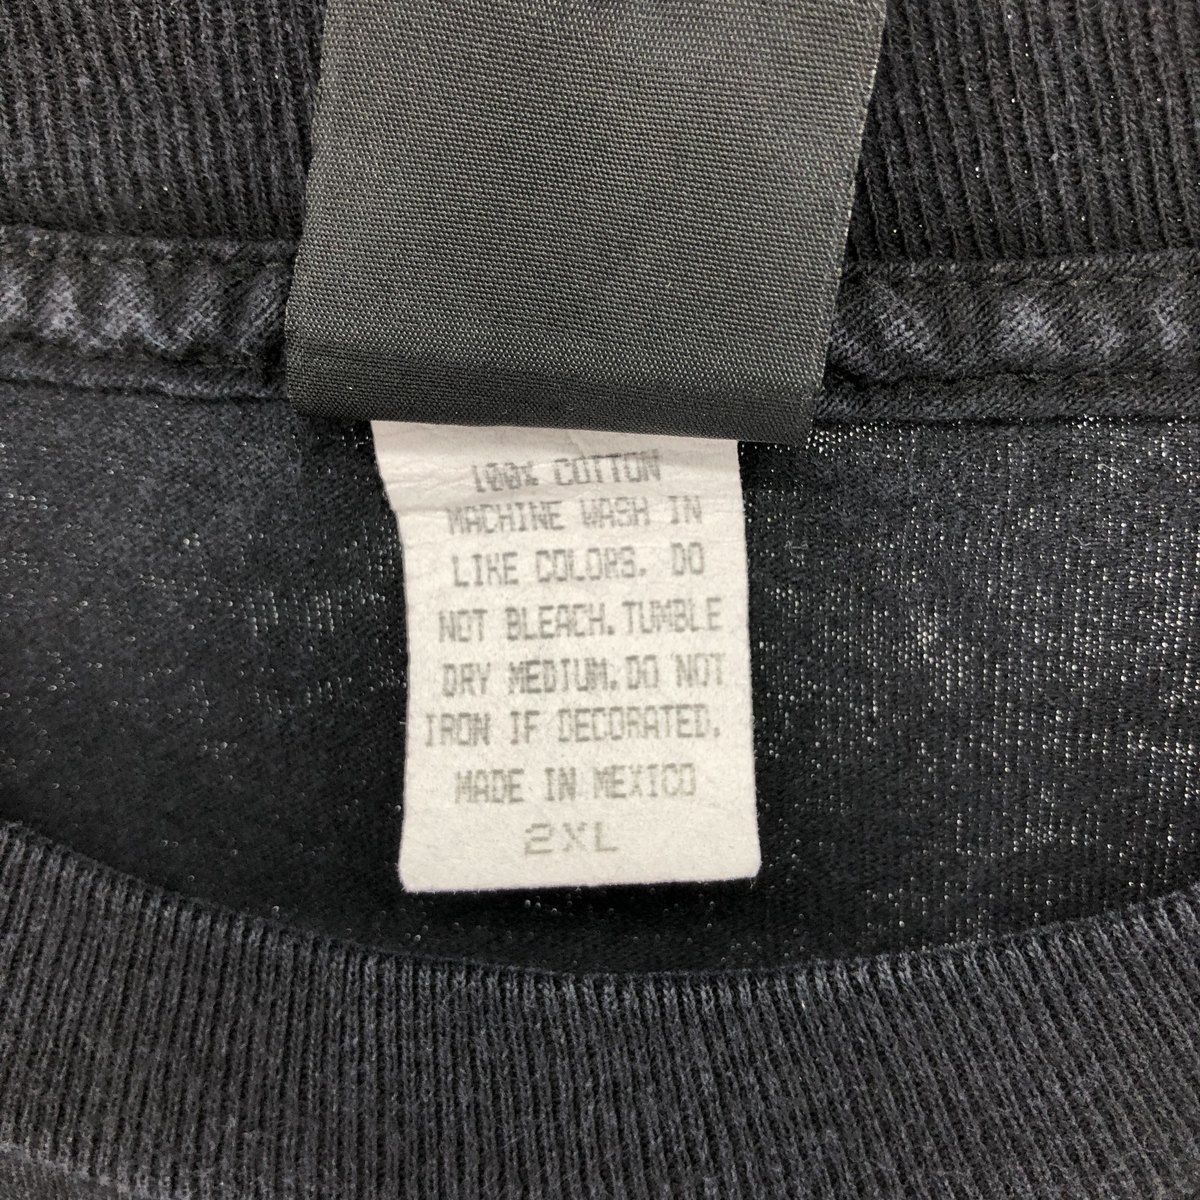 100% COTTON
MACHINE WASH IN
LIKE COLORS. DO
NOT BLEACH. TUMBLE
DRY MEDIUM. DO NOT
IRON IF DECORATED.
MADE IN MEXICO
2XL